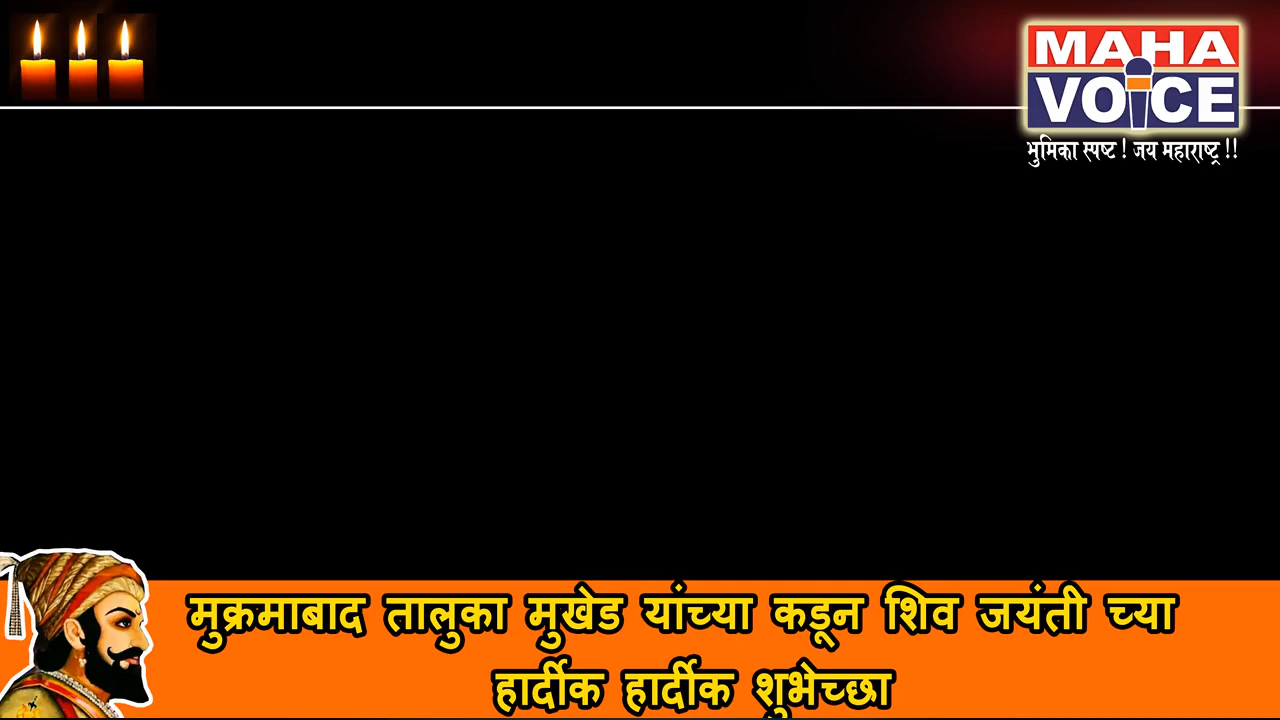 MAHA
VOICE
भुमिका स्पष्ट ! जय महाराष्ट्र !!
मुक्रमाबाद तालुका मुखेड यांच्या कडून शिव जयंती च्या
हार्दीक हार्दीक शुभेच्छा